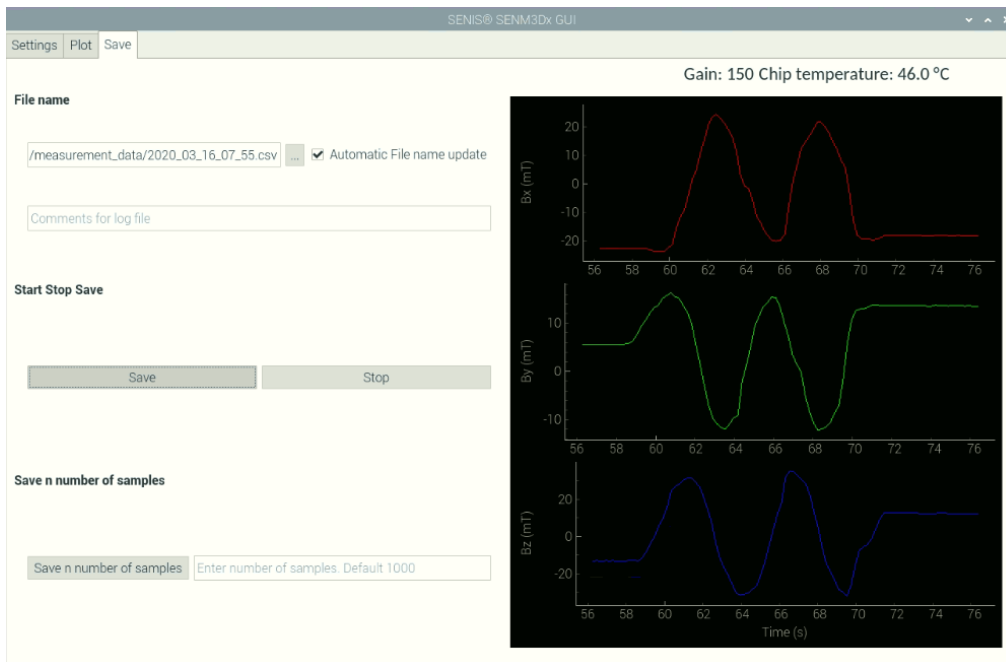 SENIS® SENM3Dx GUI
Settings Plot Save
Gain: 150 Chip temperature: 46.0 °C
File name
/measurement_data/2020_03_16_07_55.csv ... Automatic File name update
Comments for log file
Start Stop Save
Save Stop
Save n number of samples
Save n number of samples Enter number of samples. Default 1000
Bx (mT)
20
10
0
-10
-20
56 58 60 62 64 66 68 70 72 74 76
By (mT)
10
0
-10
56 58 60 62 64 66 68 70 72 74 76
Bz (mT)
20
0
-20
56 58 60 62 64 66 68 70 72 74 76
Time (s)